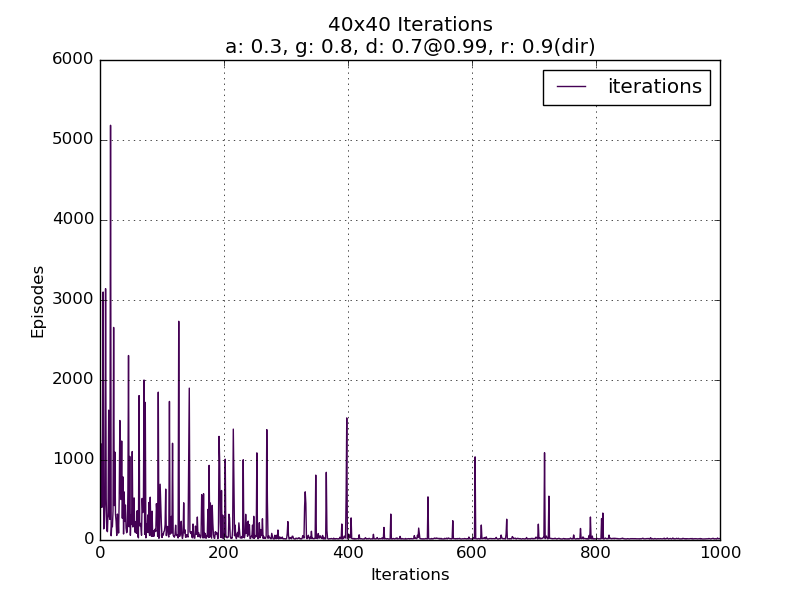 40x40 Iterations
a: 0.3, g: 0.8, d: 0.7@0.99, r: 0.9(dir)
6000
5000
4000
3000
2000
1000
0
Episodes
iterations
0 200 400 600 800 1000
Iterations